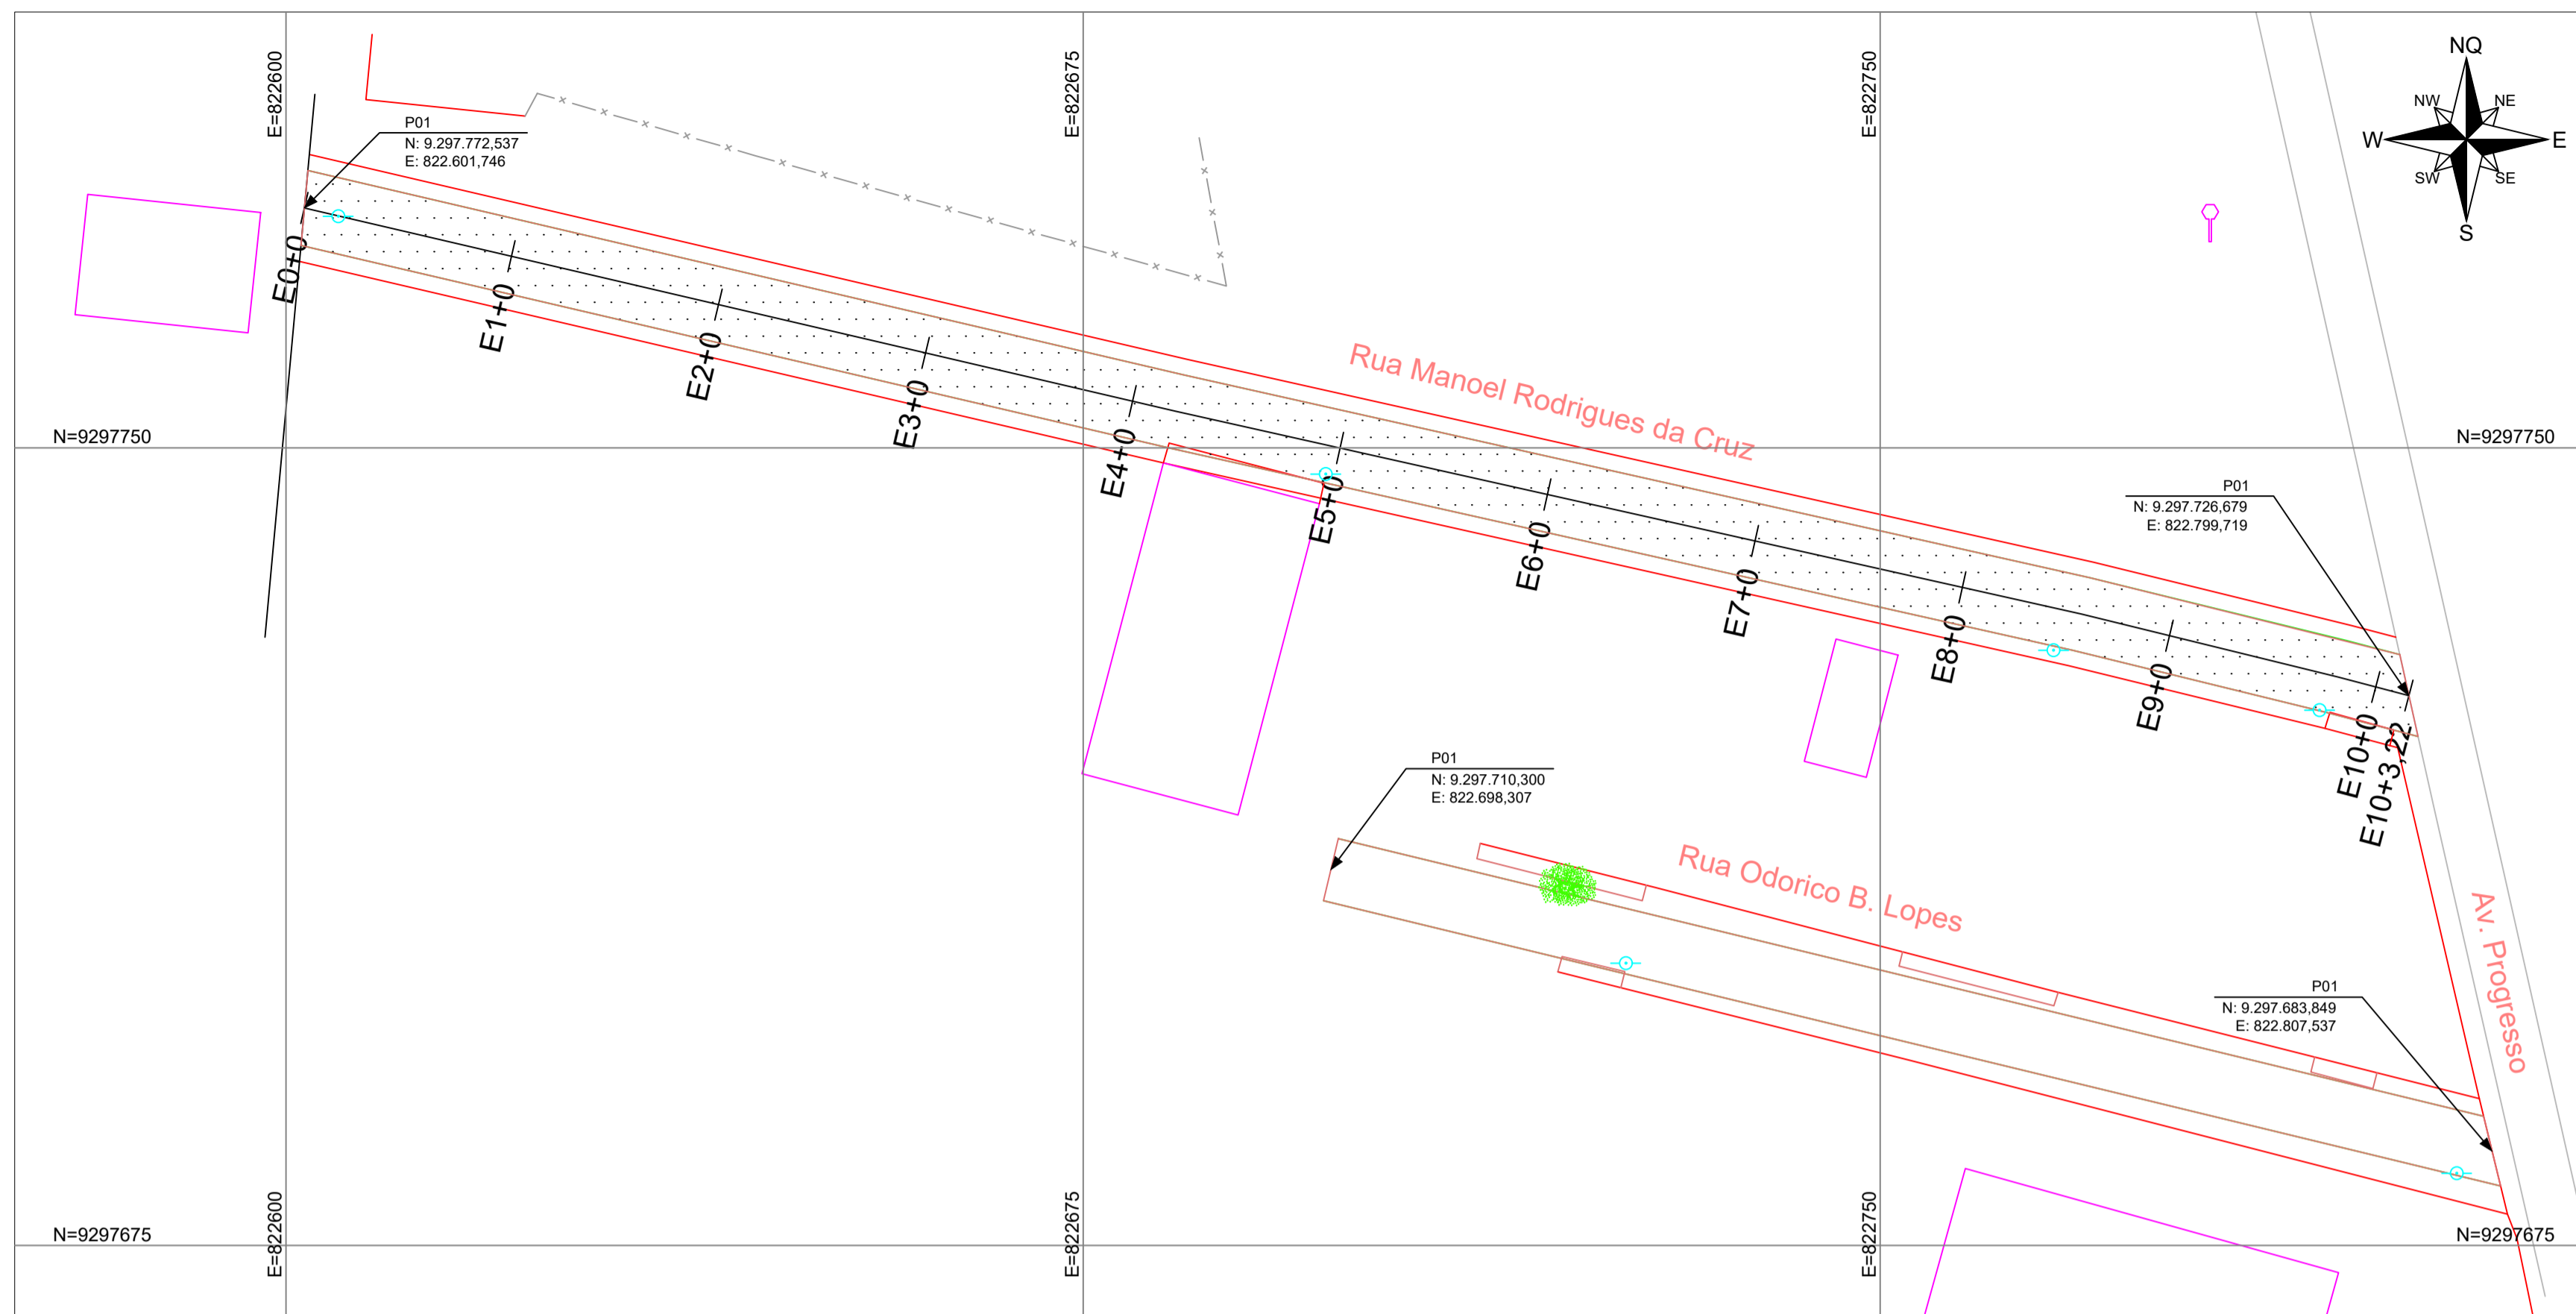 E=822600
E=822675
E=822750
NQ
NW
NE
W
E
SW
SE
S
P01
N: 9.297.772,537
E: 822.601,746
E0+0
E1+0
E2+0
E3+0
E4+0
E5+0
E6+0
E7+0
E8+0
E9+0
E10+0
E10+3,22
Rua Manoel Rodrigues da Cruz
N=9297750
N=9297750
P01
N: 9.297.726,679
E: 822.799,719
P01
N: 9.297.710,300
E: 822.698,307
Rua Odorico B. Lopes
Av. Progresso
P01
N: 9.297.683,849
E: 822.807,537
N=9297675
N=9297675
E=822600
E=822675
E=822750